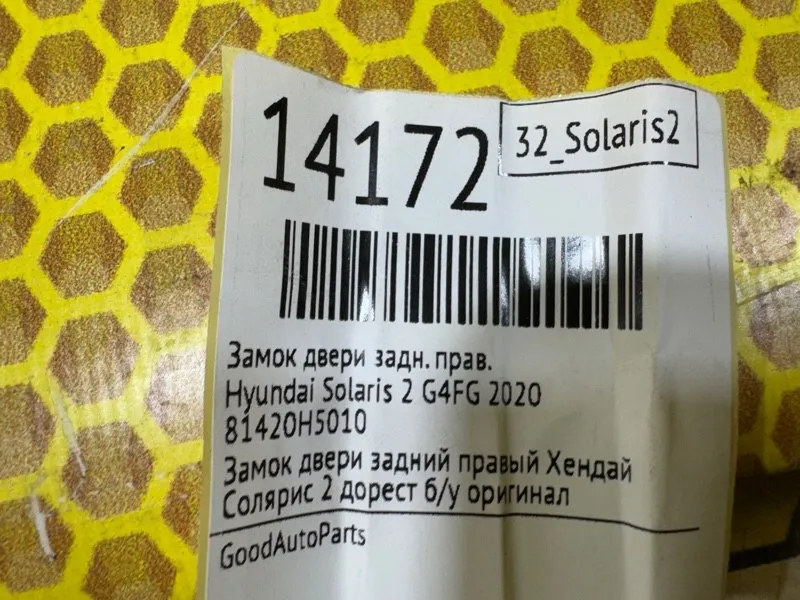 14172
32_Solaris2
Замок двери задн. прав.
Hyundai Solaris 2 G4FG 2020
81420H5010
Замок двери задний правый Хендай
Солярис 2 дорест б/у оригинал
GoodAutoParts